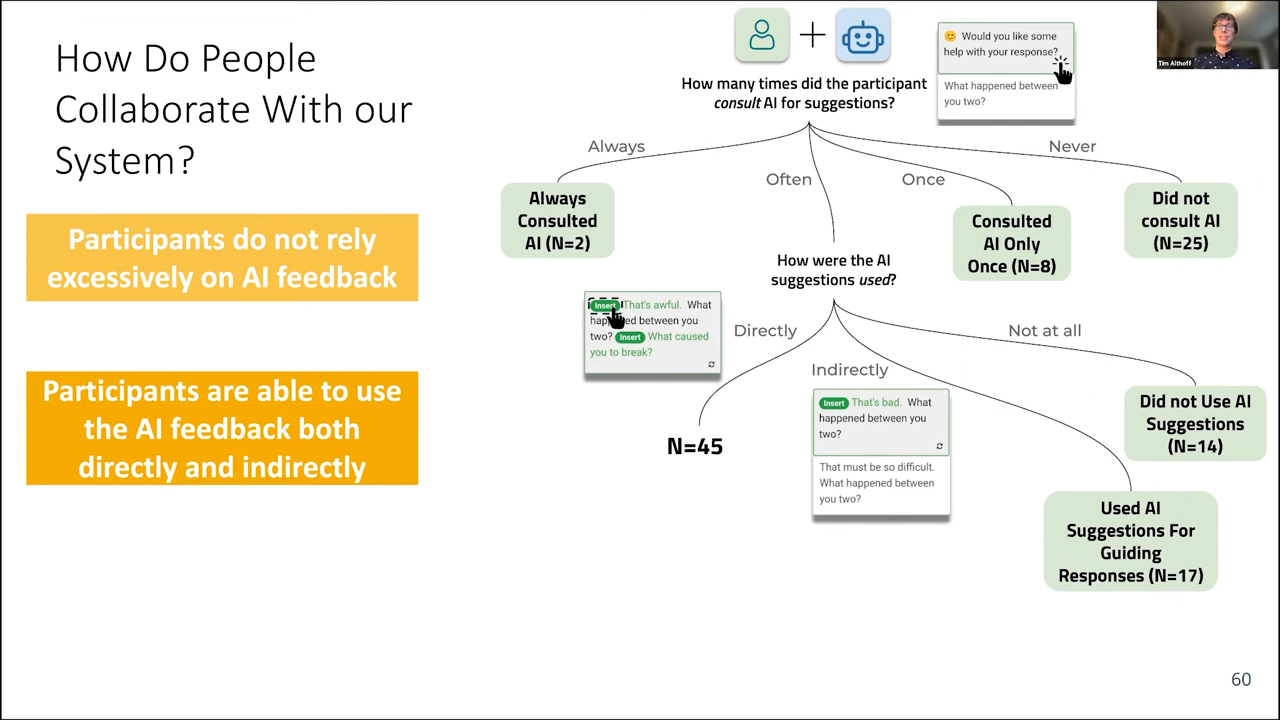 How Do People
Collaborate With our
System?
Participants do not rely
excessively on AI feedback
Participants are able to use
the AI feedback both
directly and indirectly
How many times did the participant
consult AI for suggestions?
Would you like some
help with your response?
What happened between
you two?
Tim Althoff
Always
Often
Once
Never
Always
Consulted
AI (N=2)
Consulted
AI Only
Once (N=8)
Did not
consult AI
(N=25)
How were the AI
suggestions used?
Insert That's awful. What
happened between you
two? Insert What caused
you to break?
Directly
Indirectly
Not at all
N=45
Insert That's bad. What
happened between you
two?
That must be so difficult.
What happened between
you two?
Did not Use AI
Suggestions
(N=14)
Used AI
Suggestions For
Guiding
Responses (N=17)
60